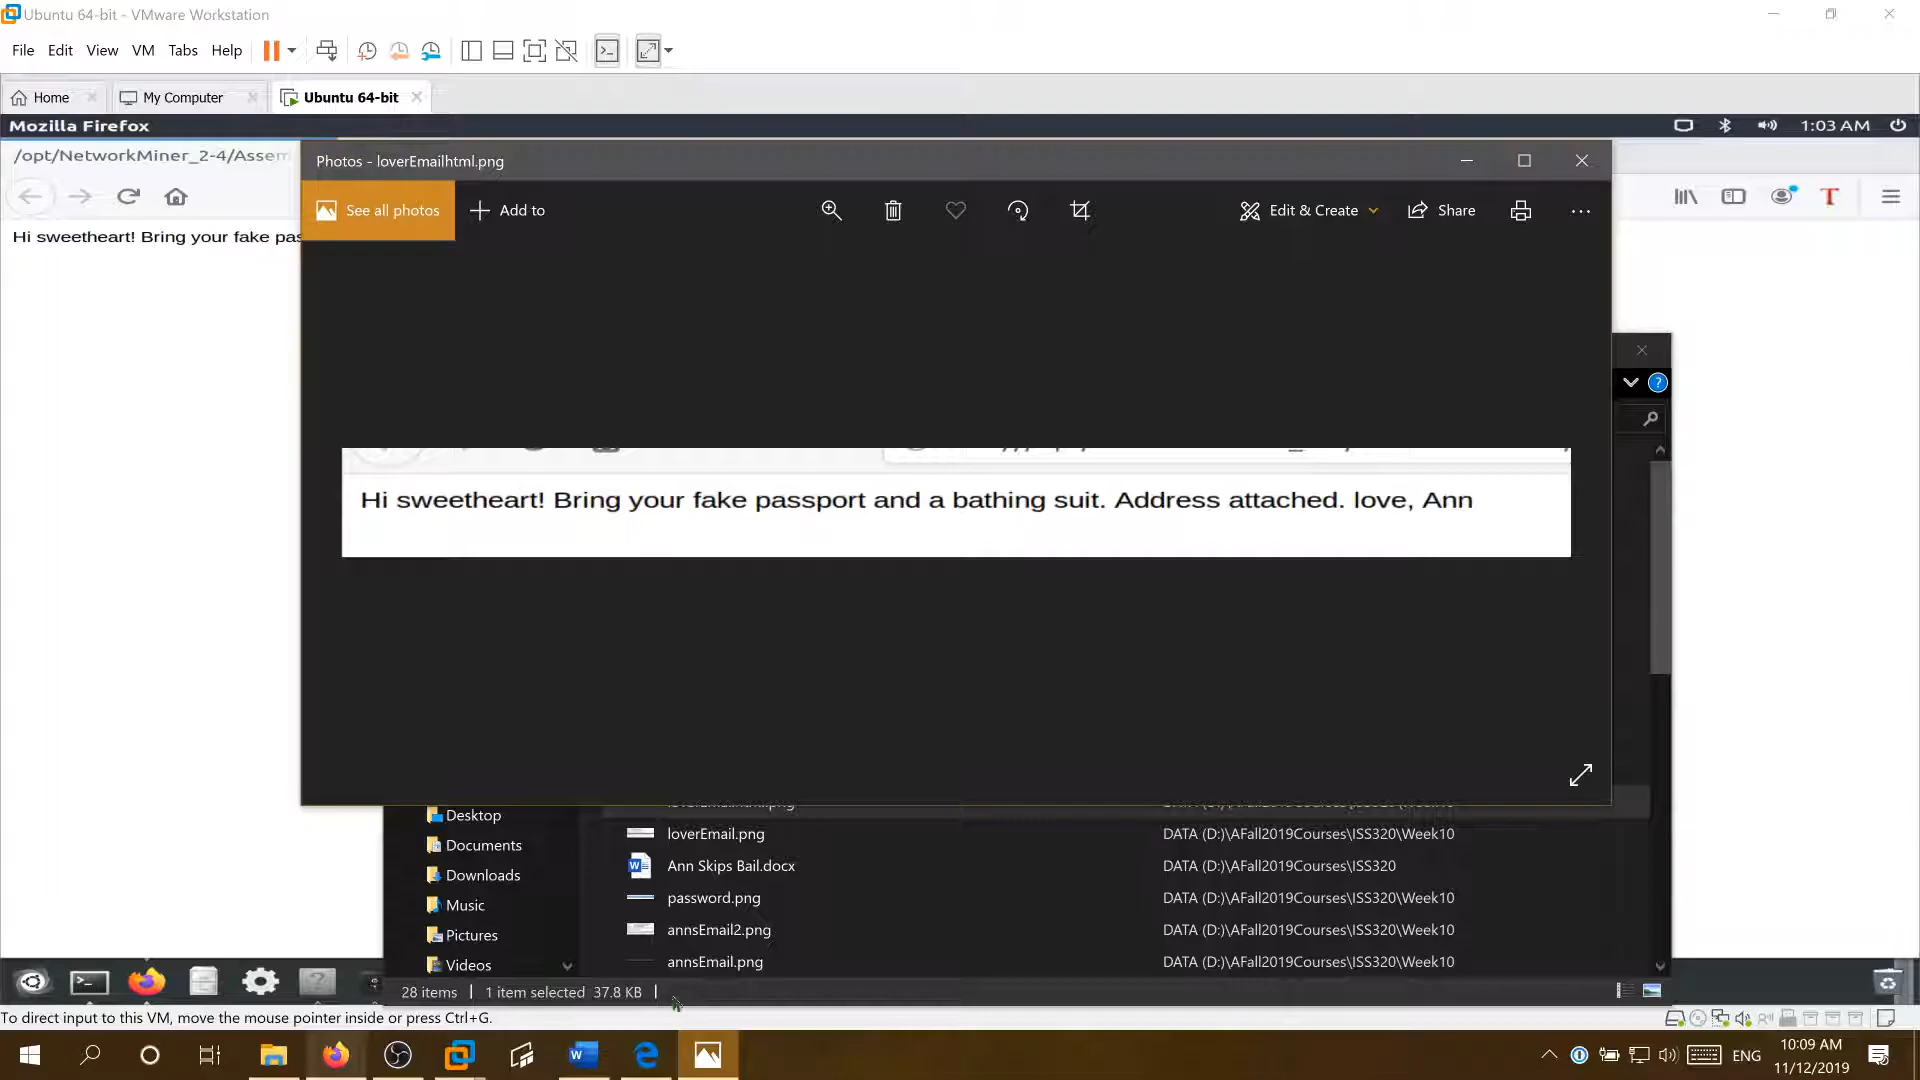 Ubuntu 64-bit - VMware Workstation
File Edit View VM Tabs Help
Home My Computer Ubuntu 64-bit
Mozilla Firefox 1:03 AM
/opt/NetworkMiner_2-4/Assem
Photos - loverEmailhtml.png
See all photos Add to Edit & Create Share
Hi sweetheart! Bring your fake pas
Hi sweetheart! Bring your fake passport and a bathing suit. Address attached. love, Ann
Desktop
loverEmail.png DATA (D:)\AFall2019Courses\ISS320\Week10
Documents
Ann Skips Bail.docx DATA (D:)\AFall2019Courses\ISS320
Downloads
password.png DATA (D:)\AFall2019Courses\ISS320\Week10
Music
annsEmail2.png DATA (D:)\AFall2019Courses\ISS320\Week10
Pictures
annsEmail.png DATA (D:)\AFall2019Courses\ISS320\Week10
Videos
28 items 1 item selected 37.8 KB
To direct input to this VM, move the mouse pointer inside or press Ctrl+G.
ENG
10:09 AM
11/12/2019